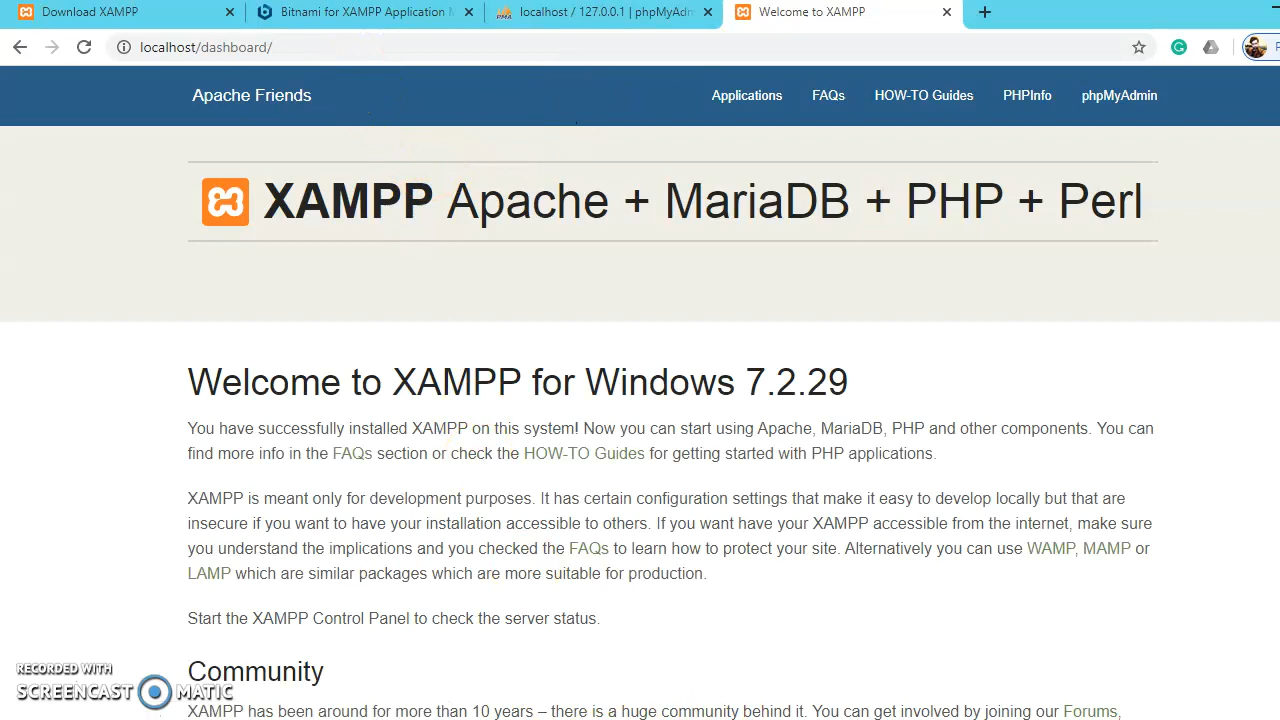 Download XAMPP
Bitnami for XAMPP Application M
PMA
localhost / 127.0.0.1 | phpMyAdm
Welcome to XAMPP
localhost/dashboard/
Apache Friends
Applications
FAQs
HOW-TO Guides
PHPInfo
phpMyAdmin
XAMPP Apache + MariaDB + PHP + Perl
Welcome to XAMPP for Windows 7.2.29
You have successfully installed XAMPP on this system! Now you can start using Apache, MariaDB, PHP and other components. You can
find more info in the FAQs section or check the HOW-TO Guides for getting started with PHP applications.
XAMPP is meant only for development purposes. It has certain configuration settings that make it easy to develop locally but that are
insecure if you want to have your installation accessible to others. If you want have your XAMPP accessible from the internet, make sure
you understand the implications and you checked the FAQs to learn how to protect your site. Alternatively you can use WAMP, MAMP or
LAMP which are similar packages which are more suitable for production.
Start the XAMPP Control Panel to check the server status.
Community
XAMPP has been around for more than 10 years – there is a huge community behind it. You can get involved by joining our Forums,
RECORDED WITH
SCREENCAST MATIC